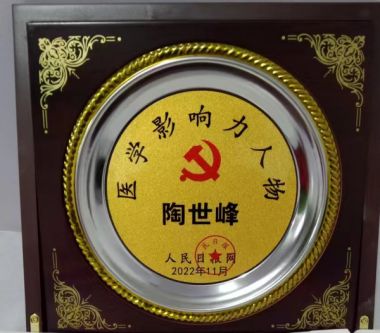 医学影响力人物
陶世峰
人民日报网
2022年11月